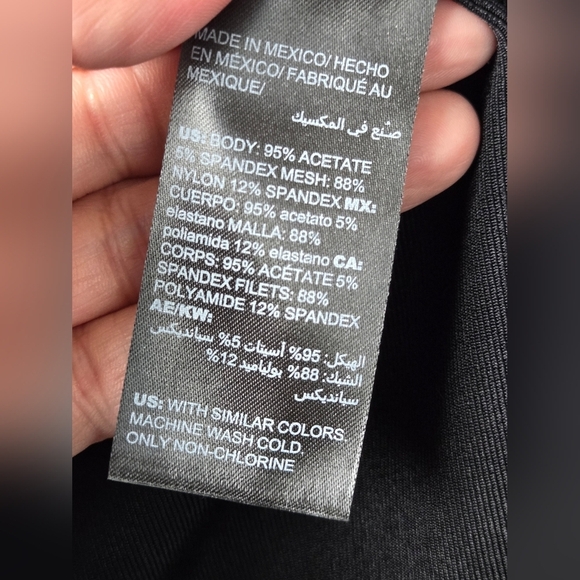 MADE IN MEXICO/ HECHO
EN MÉXICO/ FABRIQUÉ AU
MEXIQUE/
صنع في المكسيك
US: BODY: 95% ACETATE
5% SPANDEX MESH: 88%
NYLON 12% SPANDEX MX:
CUERPO: 95% acetato 5%
elastano MALLA: 88%
poliamida 12% elastano CA:
CORPS: 95% ACÉTATE 5%
SPANDEX FILETS: 88%
POLYAMIDE 12% SPANDEX
AE/KW:
الهيكل: 95% أسيتات 5% سبانديكس
الشبك: 88% بولياميد 12%
سبانديكس
US: WITH SIMILAR COLORS.
MACHINE WASH COLD.
ONLY NON-CHLORINE